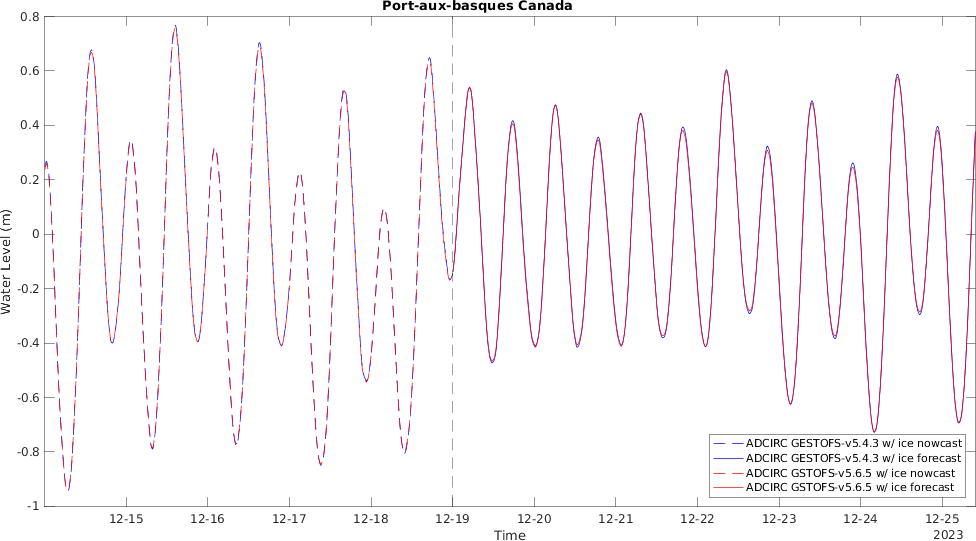 Port-aux-basques Canada
0.8
0.6
0.4
0.2
0
-0.2
-0.4
-0.6
-0.8
-1
Water Level (m)
12-15 12-16 12-17 12-18 12-19 12-20 12-21 12-22 12-23 12-24 12-25
Time
2023
ADCIRC GESTOFS-v5.4.3 w/ ice nowcast
ADCIRC GESTOFS-v5.4.3 w/ ice forecast
ADCIRC GSTOFS-v5.6.5 w/ ice nowcast
ADCIRC GSTOFS-v5.6.5 w/ ice forecast